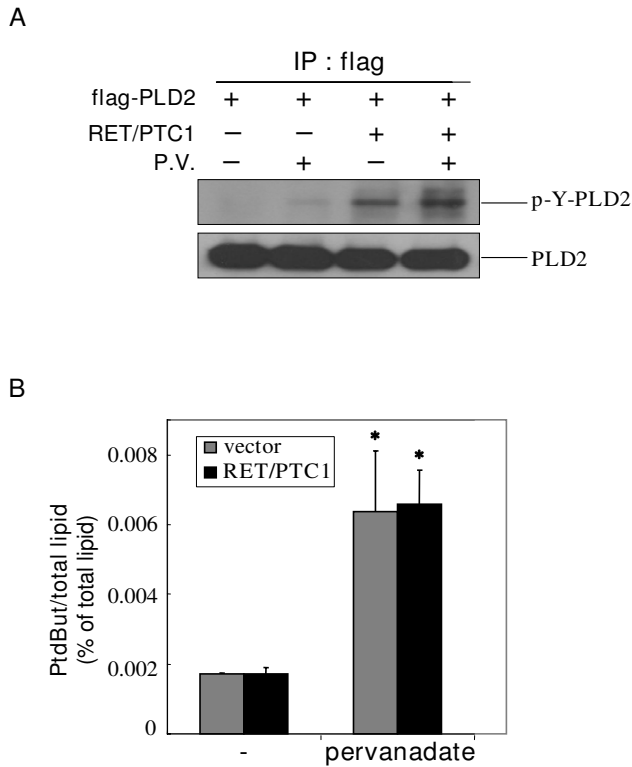 A
IP : flag
flag-PLD2 + + + +
RET/PTC1 − − + +
P.V. − + − +
p-Y-PLD2
PLD2
B
PtdBut/total lipid
(% of total lipid)
0.008
0.006
0.004
0.002
0
vector
RET/PTC1
* *
- pervanadate